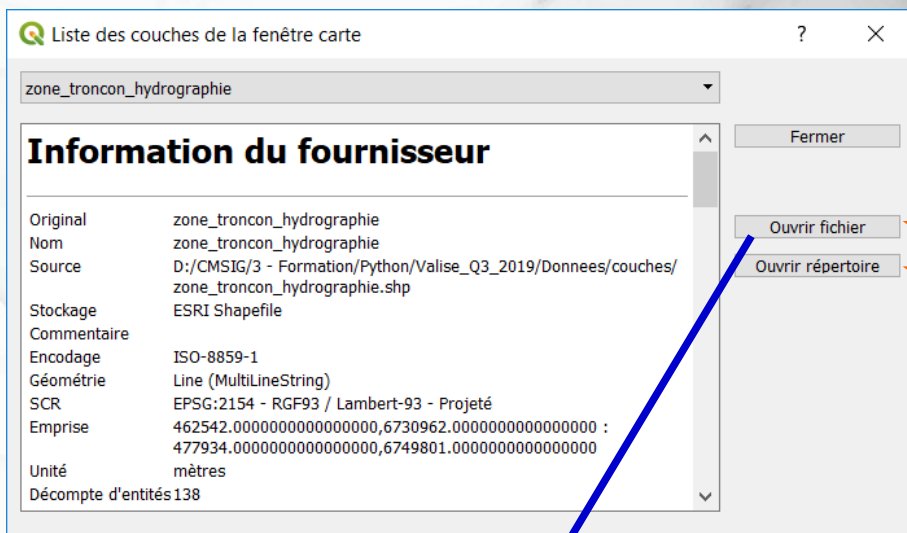 Liste des couches de la fenêtre carte
?
zone_troncon_hydrographie
Information du fournisseur
Fermer
Ouvrir fichier
Ouvrir répertoire
Original zone_troncon_hydrographie
Nom zone_troncon_hydrographie
Source D:/CMSIG/3 - Formation/Python/Valise_Q3_2019/Donnees/couches/
zone_troncon_hydrographie.shp
Stockage ESRI Shapefile
Commentaire
Encodage ISO-8859-1
Géométrie Line (MultiLineString)
SCR EPSG:2154 - RGF93 / Lambert-93 - Projeté
Emprise 462542.0000000000000000,6730962.0000000000000000 :
477934.0000000000000000,6749801.0000000000000000
Unité mètres
Décompte d'entités 138